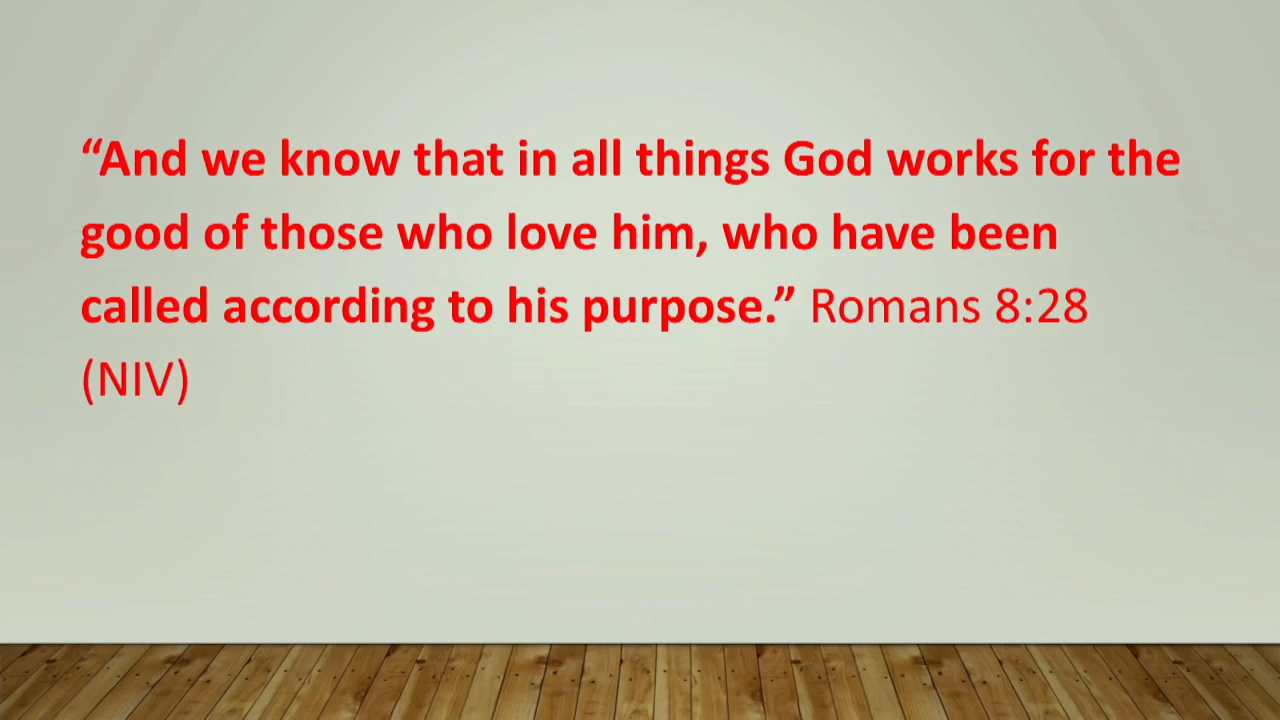 “And we know that in all things God works for the
good of those who love him, who have been
called according to his purpose.” Romans 8:28
(NIV)